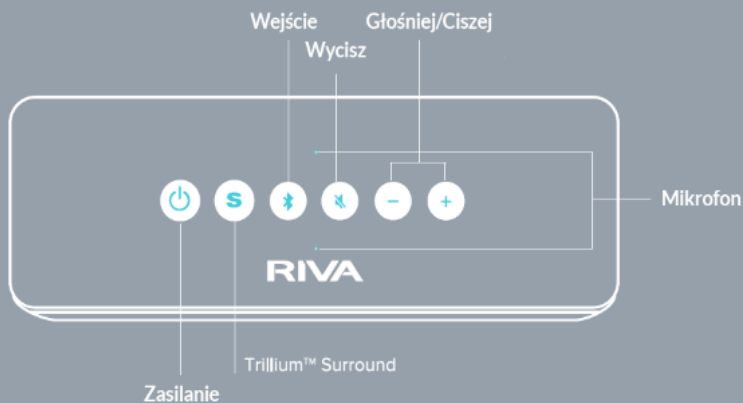 Wejście
Głośniej/Ciszej
Wycisz
Mikrofon
S
− +
RIVA
Trillium™ Surround
Zasilanie